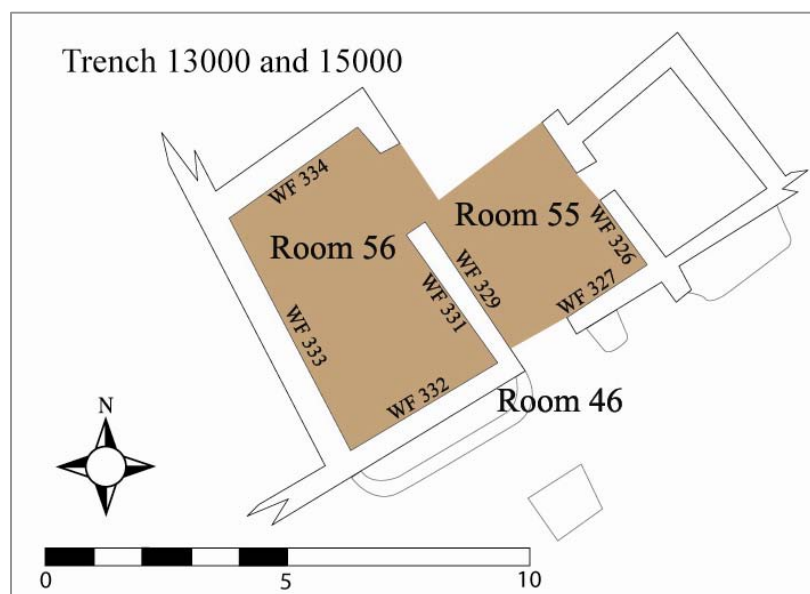 Trench 13000 and 15000
WF 334
Room 55
WF 326
Room 56
WF 329
WF 331
WF 327
WF 333
WF 332
Room 46
N
0
5
10